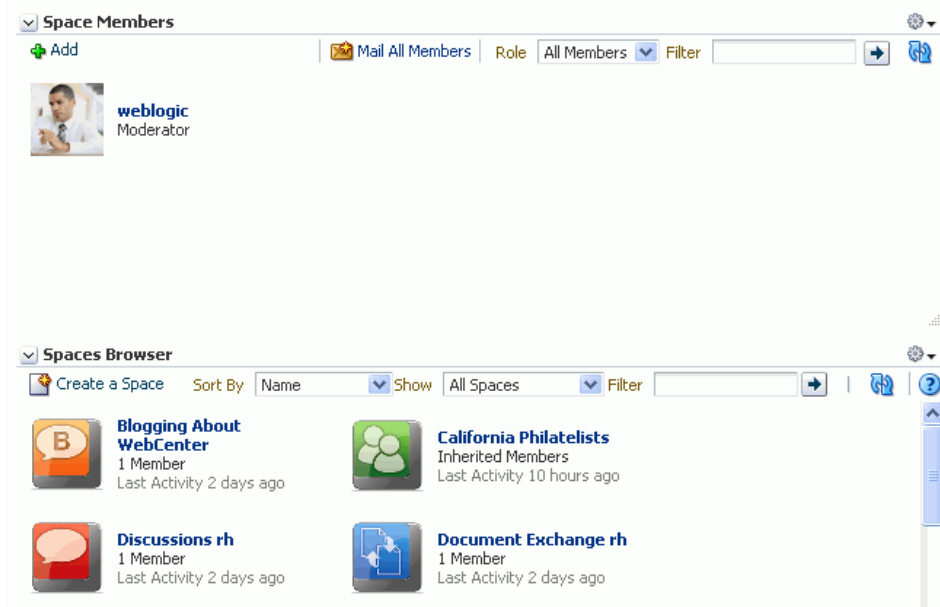 Space Members
Add
Mail All Members
Role
All Members
Filter
weblogic
Moderator
Spaces Browser
Create a Space
Sort By
Name
Show
All Spaces
Filter
?
B
Blogging About
WebCenter
1 Member
Last Activity 2 days ago
California Philatelists
Inherited Members
Last Activity 10 hours ago
Discussions rh
1 Member
Last Activity 2 days ago
Document Exchange rh
1 Member
Last Activity 2 days ago